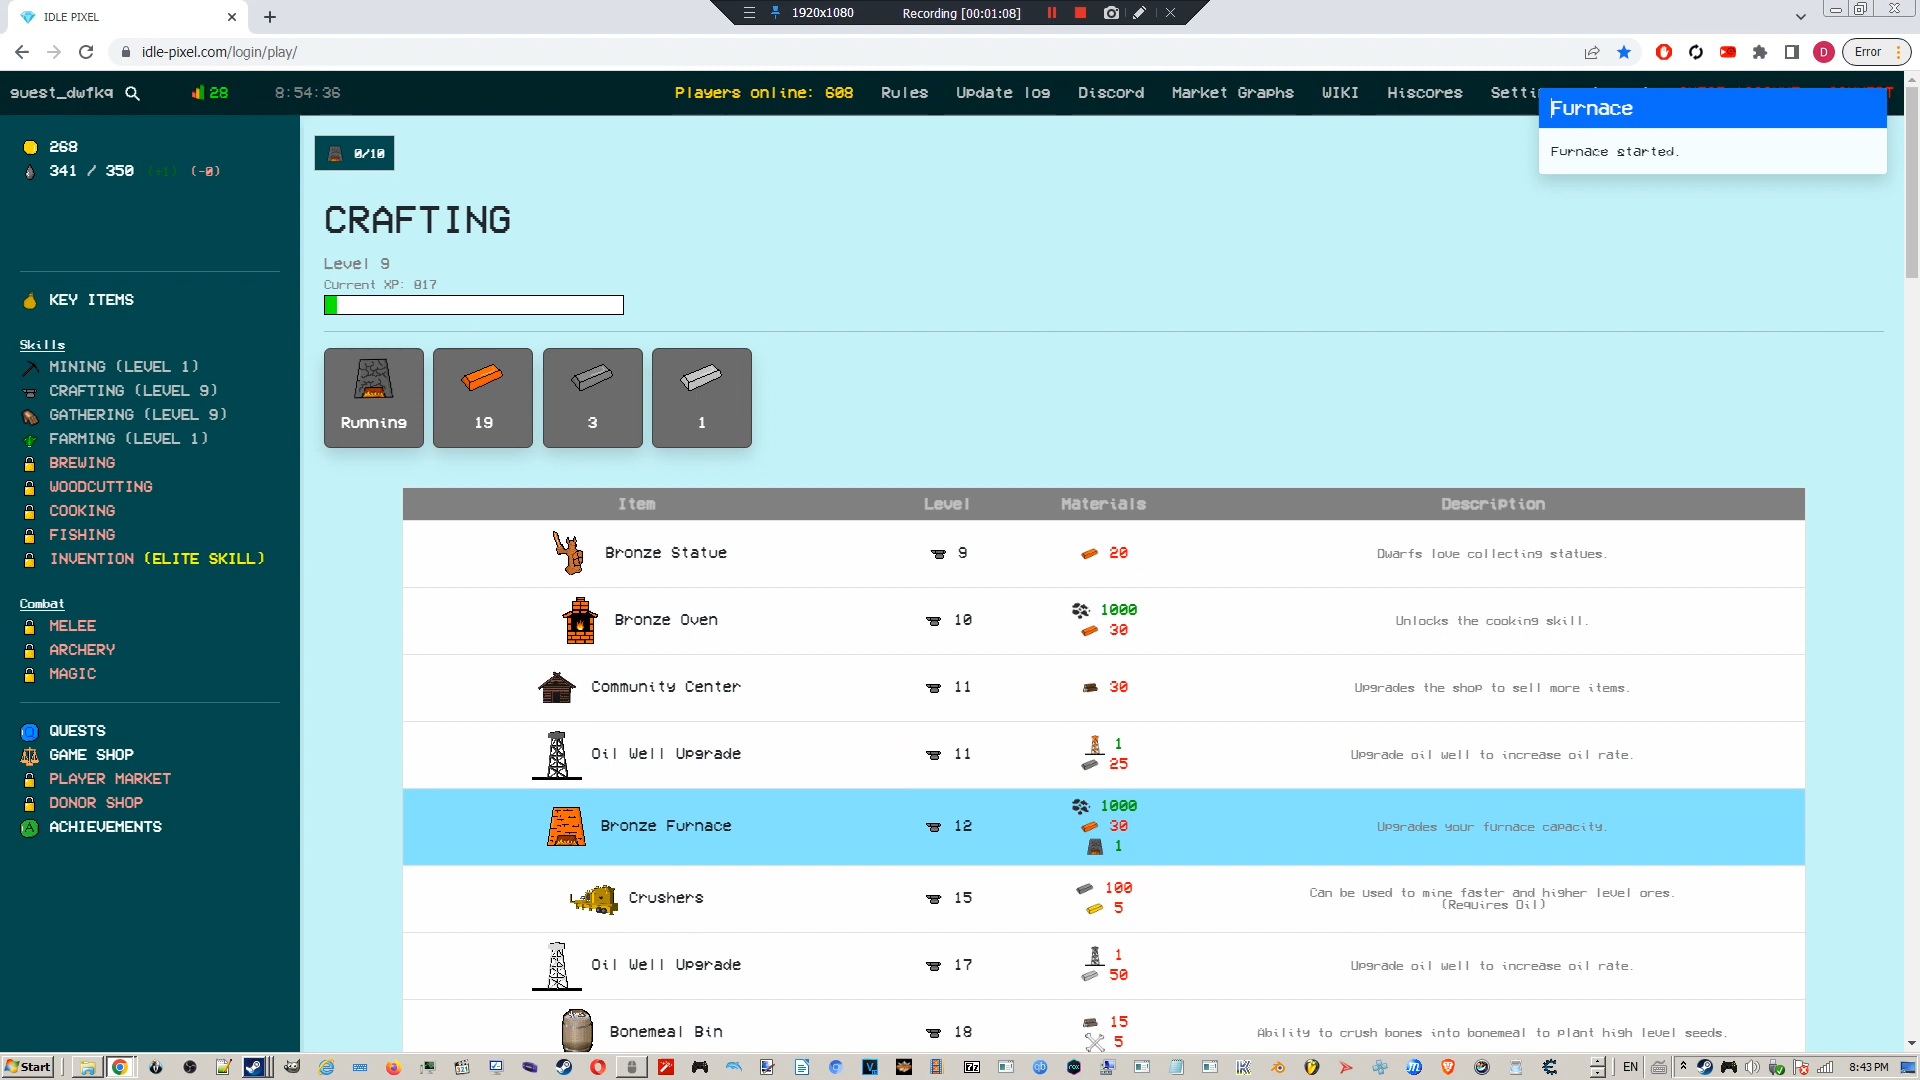 IDLE PIXEL
1920x1080
Recording [00:01:08]
idle-pixel.com/login/play/
D
Error
guest_dwfkq
28
8:54:36
Players online: 608
Rules
Update log
Discord
Market Graphs
WIKI
Hiscores
Furnace
Furnace started.
268
341 / 350 (+1) (-0)
0/10
CRAFTING
Level 9
Current XP: 817
KEY ITEMS
Skills
MINING (LEVEL 1)
CRAFTING (LEVEL 9)
GATHERING (LEVEL 9)
FARMING (LEVEL 1)
BREWING
WOODCUTTING
COOKING
FISHING
INVENTION (ELITE SKILL)
Combat
MELEE
ARCHERY
MAGIC
QUESTS
GAME SHOP
PLAYER MARKET
DONOR SHOP
ACHIEVEMENTS
Running
19
3
1
Item Level Materials Description
Bronze Statue 9 20 Dwarfs love collecting statues.
Bronze Oven 10 1000 30 Unlocks the cooking skill.
Community Center 11 30 Upgrades the shop to sell more items.
Oil Well Upgrade 11 1 25 Upgrade oil well to increase oil rate.
Bronze Furnace 12 1000 30 1 Upgrades your furnace capacity.
Crushers 15 100 5 Can be used to mine faster and higher level ores.
(Requires Oil)
Oil Well Upgrade 17 1 50 Upgrade oil well to increase oil rate.
Bonemeal Bin 18 15 5 Ability to crush bones into bonemeal to plant high level seeds.
Start
EN
8:43 PM